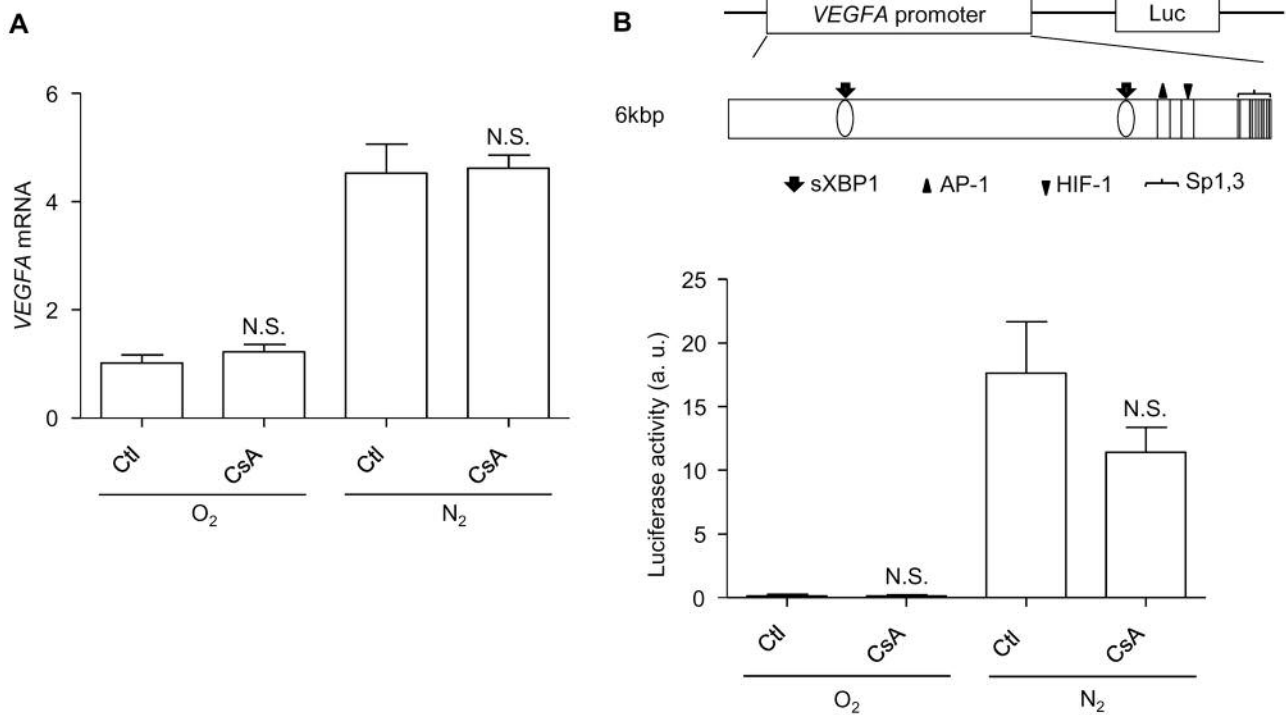 A
VEGFA mRNA
6
4
2
0
N.S.
N.S.
Ctl
CsA
Ctl
CsA
O₂
N₂
B
VEGFA promoter
Luc
6kbp
sXBP1
AP-1
HIF-1
Sp1,3
Luciferase activity (a. u.)
25
20
15
10
5
0
N.S.
N.S.
Ctl
CsA
Ctl
CsA
O₂
N₂